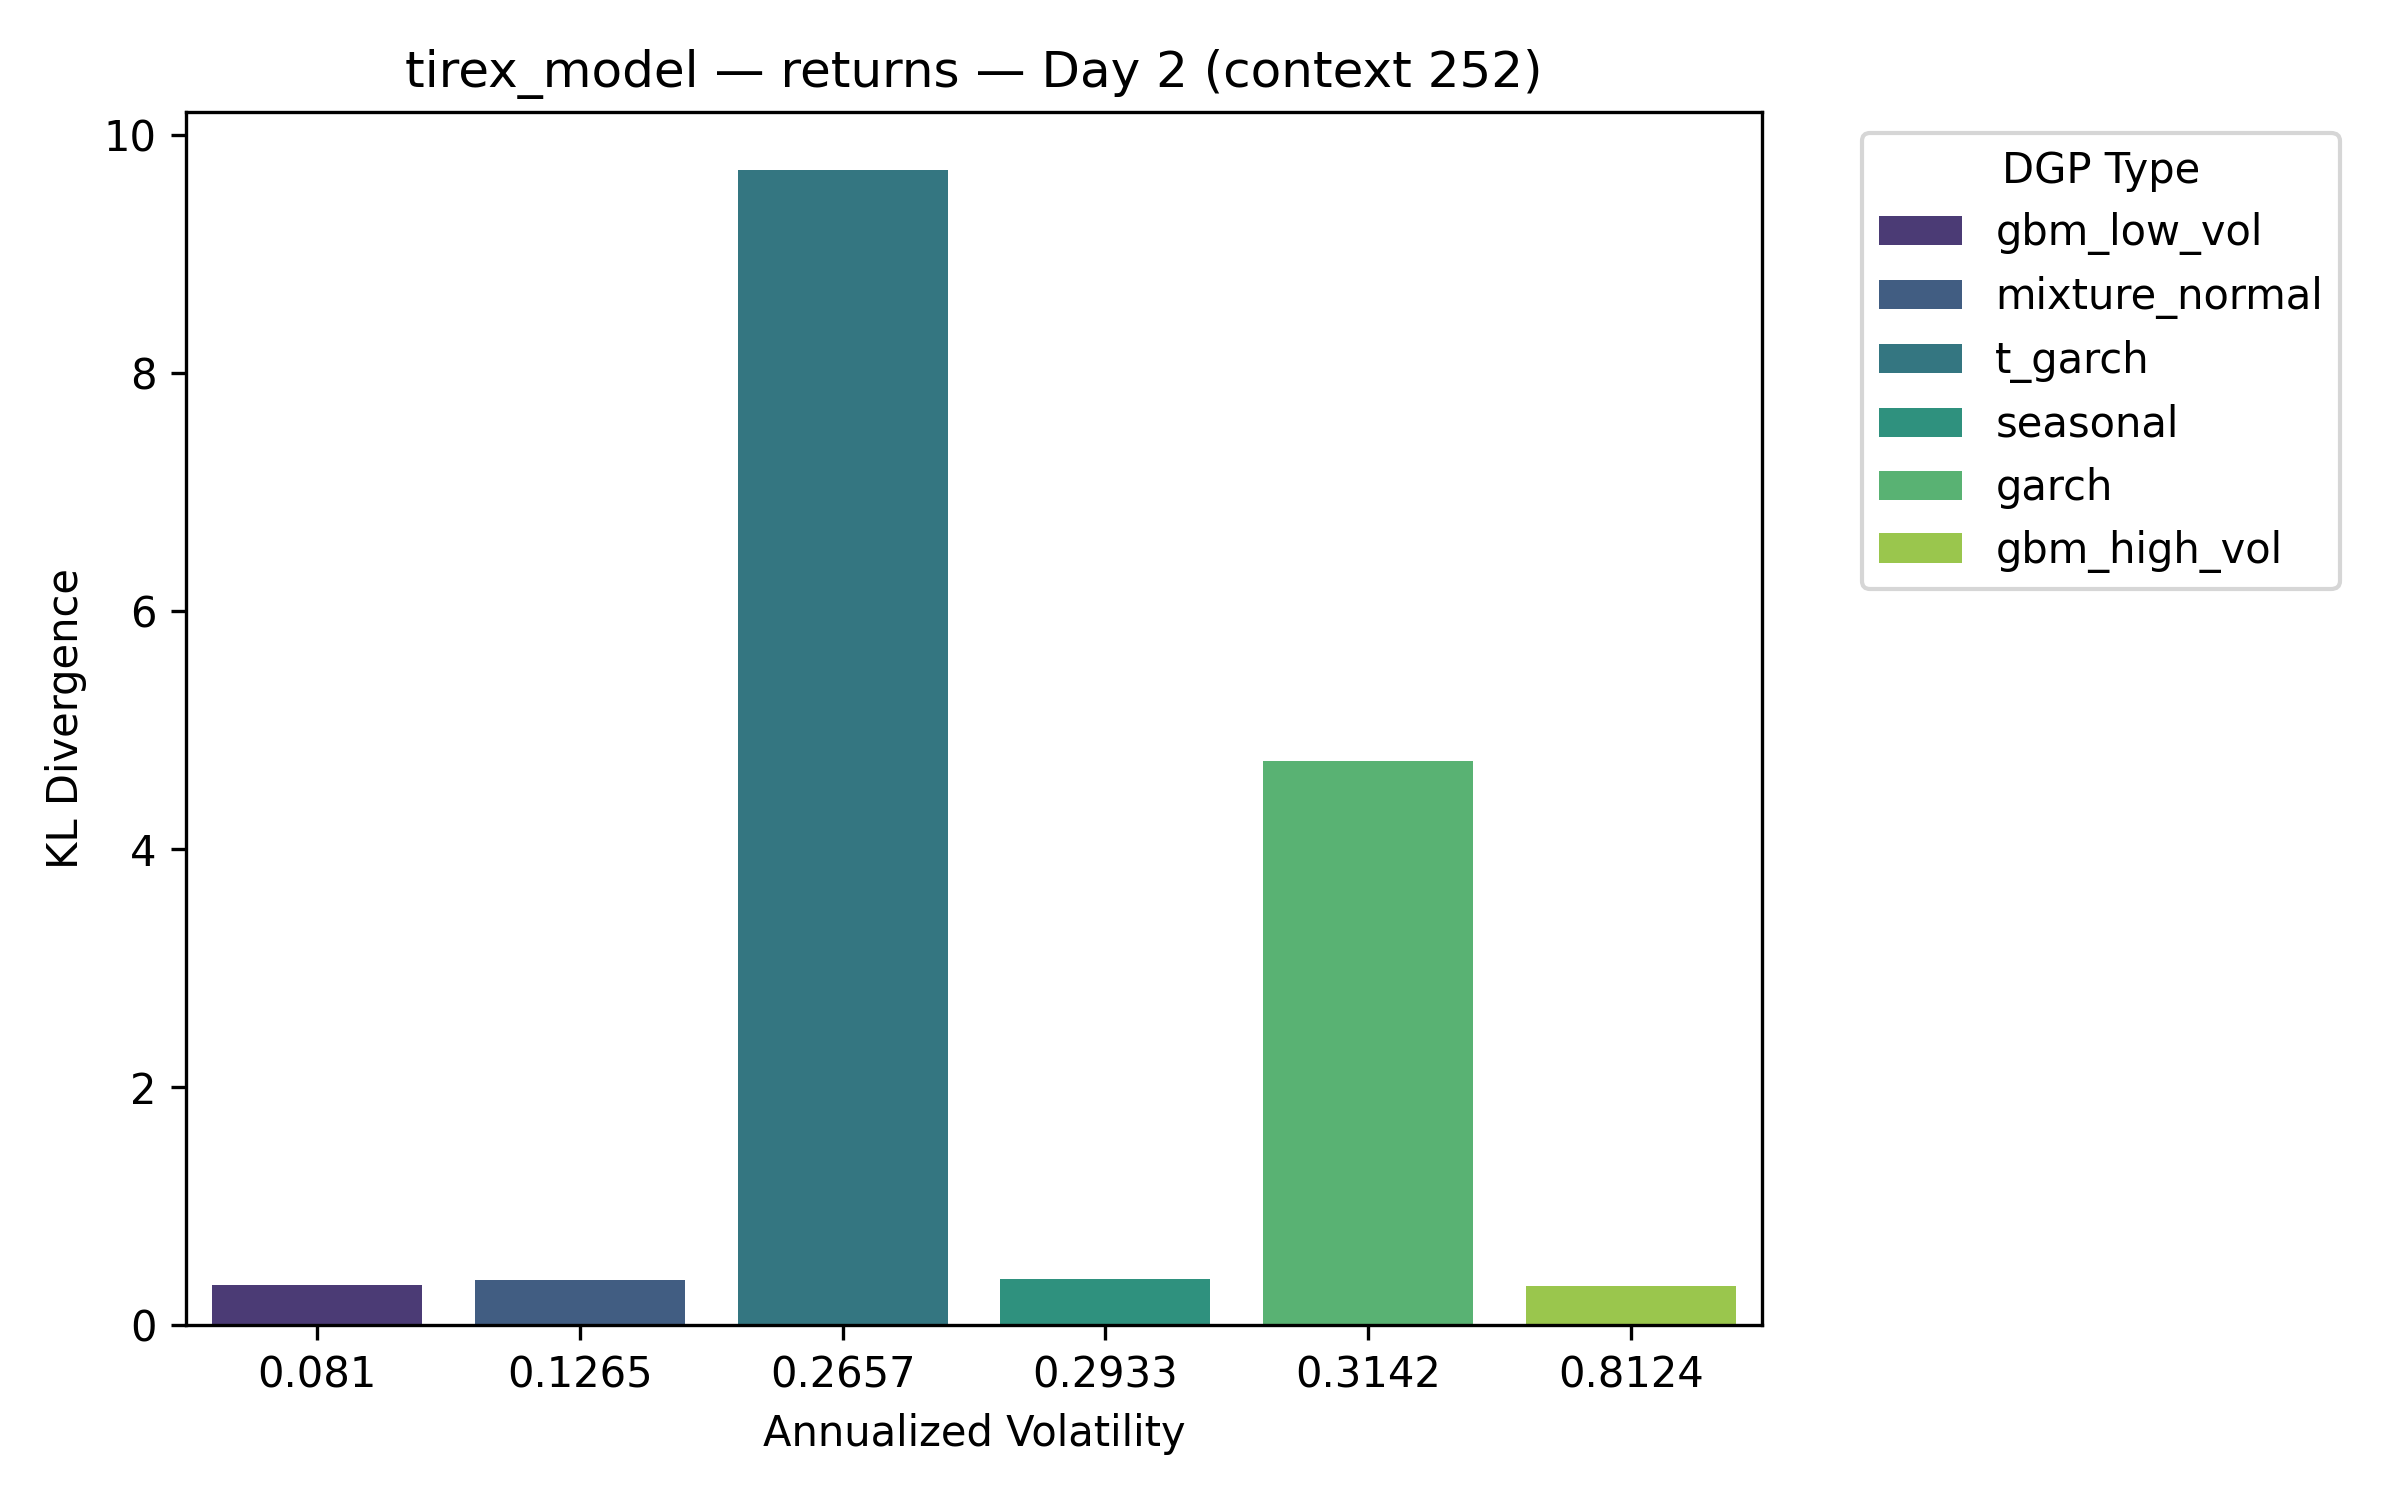 tirex_model — returns — Day 2 (context 252)
KL Divergence
10
8
6
4
2
0
0.081 0.1265 0.2657 0.2933 0.3142 0.8124
Annualized Volatility
DGP Type
gbm_low_vol
mixture_normal
t_garch
seasonal
garch
gbm_high_vol